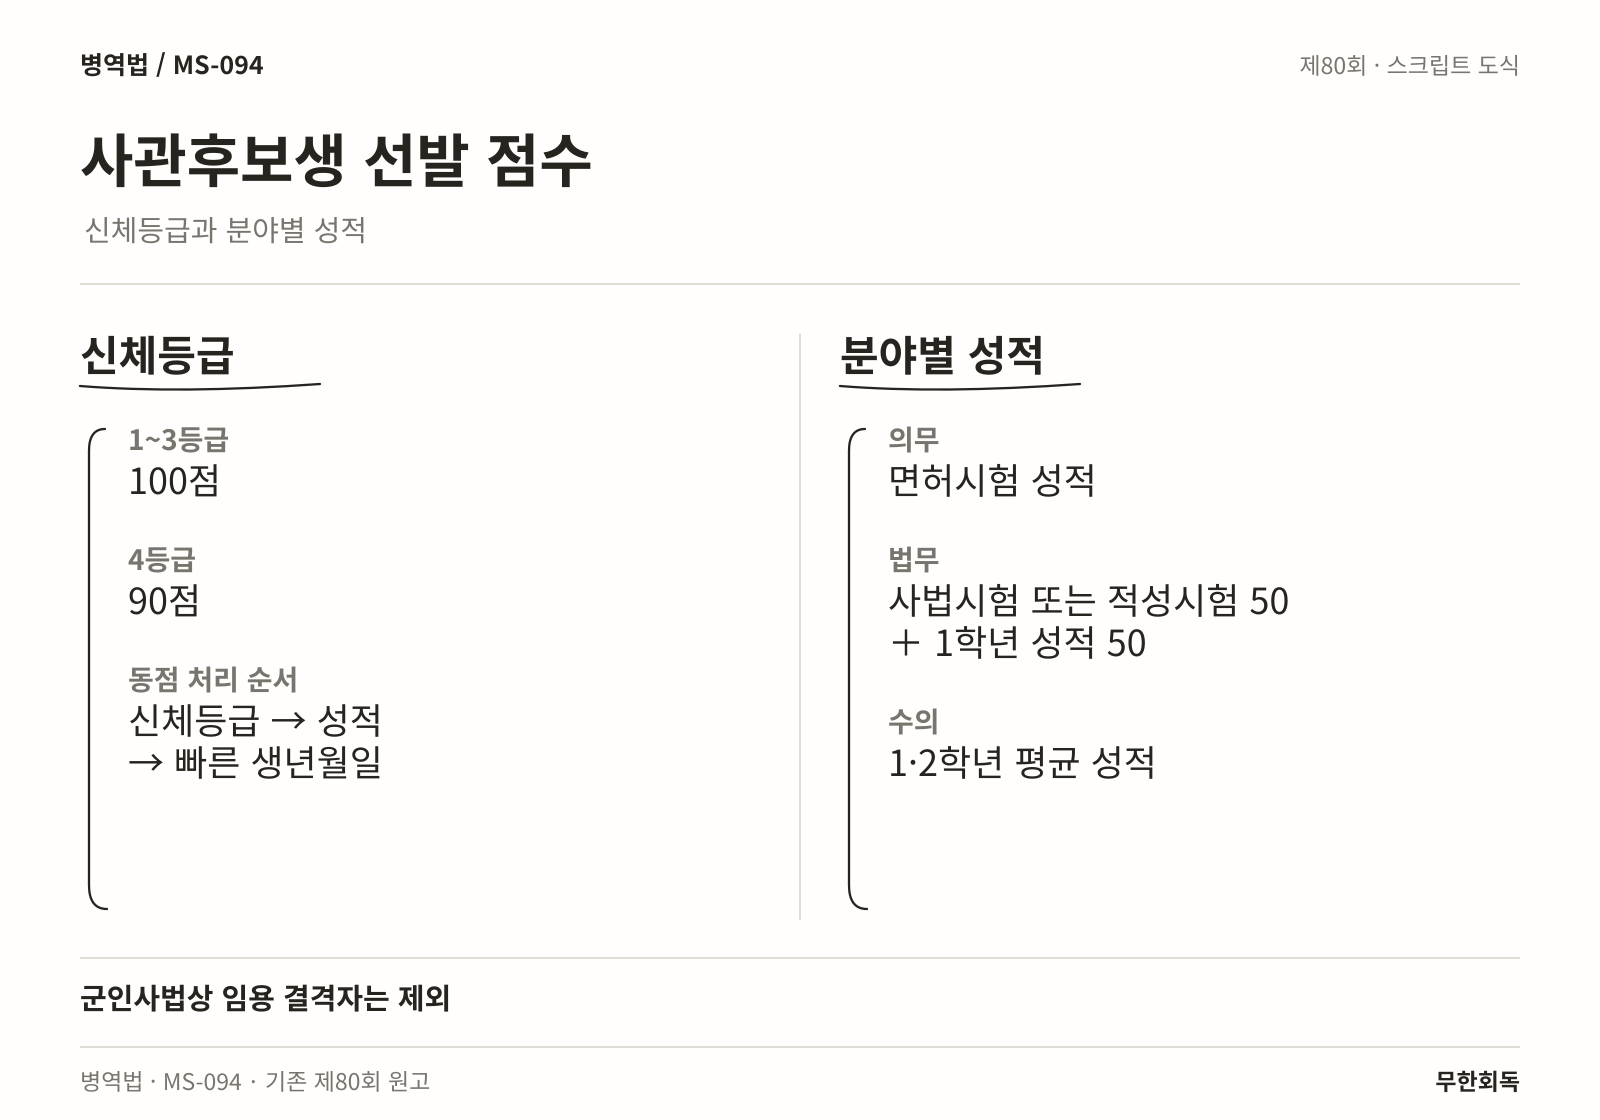 병역법 / MS-094
제80회 · 스크립트 도식
사관후보생 선발 점수
신체등급과 분야별 성적
신체등급
1~3등급
100점
4등급
90점
동점 처리 순서
신체등급 → 성적
→ 빠른 생년월일
분야별 성적
의무
면허시험 성적
법무
사법시험 또는 적성시험 50
+ 1학년 성적 50
수의
1·2학년 평균 성적
군인사법상 임용 결격자는 제외
병역법 · MS-094 · 기존 제80회 원고
무한회독